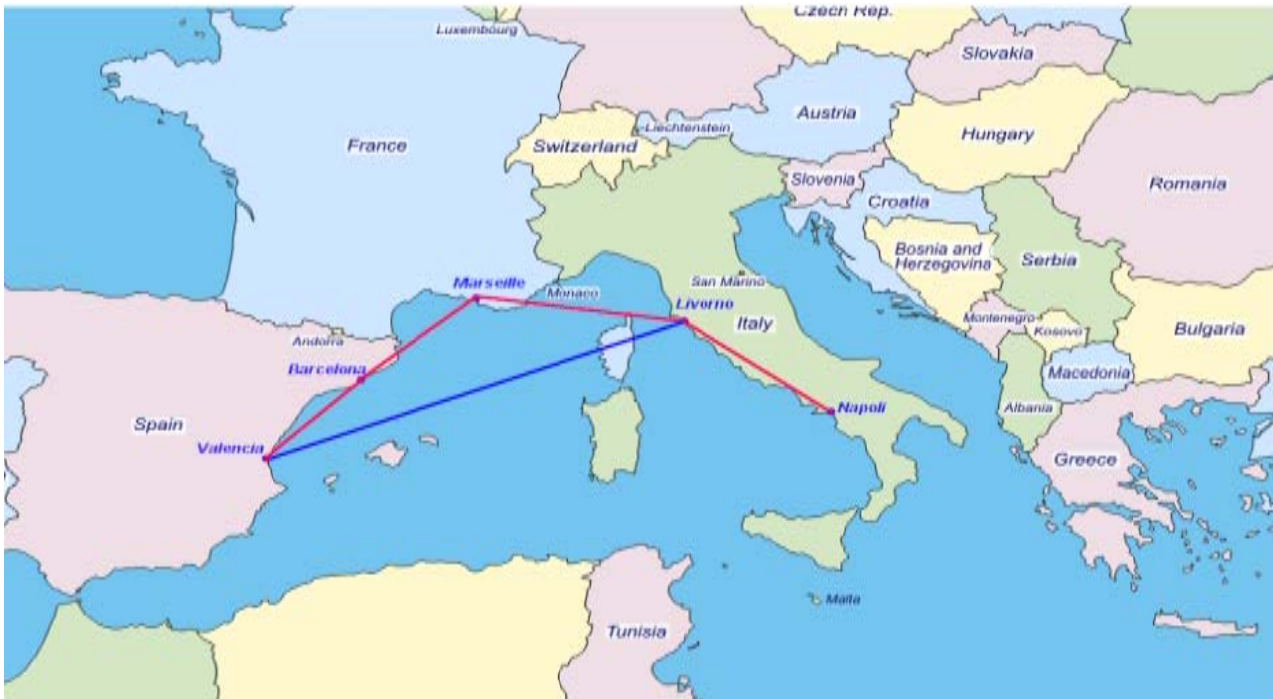 Czech Rep.
Luxembourg
Slovakia
Austria
Liechtenstein
Hungary
France
Switzerland
Slovenia
Romania
Croatia
Bosnia and
Herzegovina
Serbia
San Marino
Marseille
Monaco
Livorno
Italy
Montenegro
Kosovo
Bulgaria
Andorra
Barcelona
Macedonia
Albania
Napoli
Spain
Valencia
Greece
Malta
Tunisia